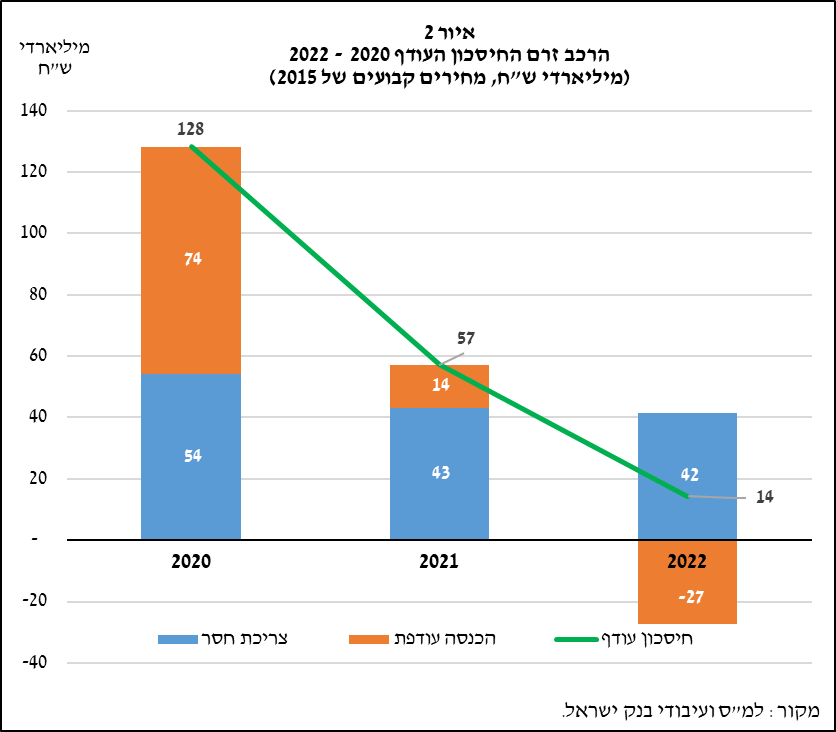 איור 2
הרכב זרם החיסכון העודף 2020 - 2022
(מיליארדי ש"ח, מחירים קבועים של 2015)
מיליארדי
ש"ח
140
120
100
80
60
40
20
-
-20
-40
128
74
54
57
14
43
42
14
-27
2020
2021
2022
צריכת חסר
הכנסה עודפת
חיסכון עודף
מקור : למ"ס ועיבודי בנק ישראל.